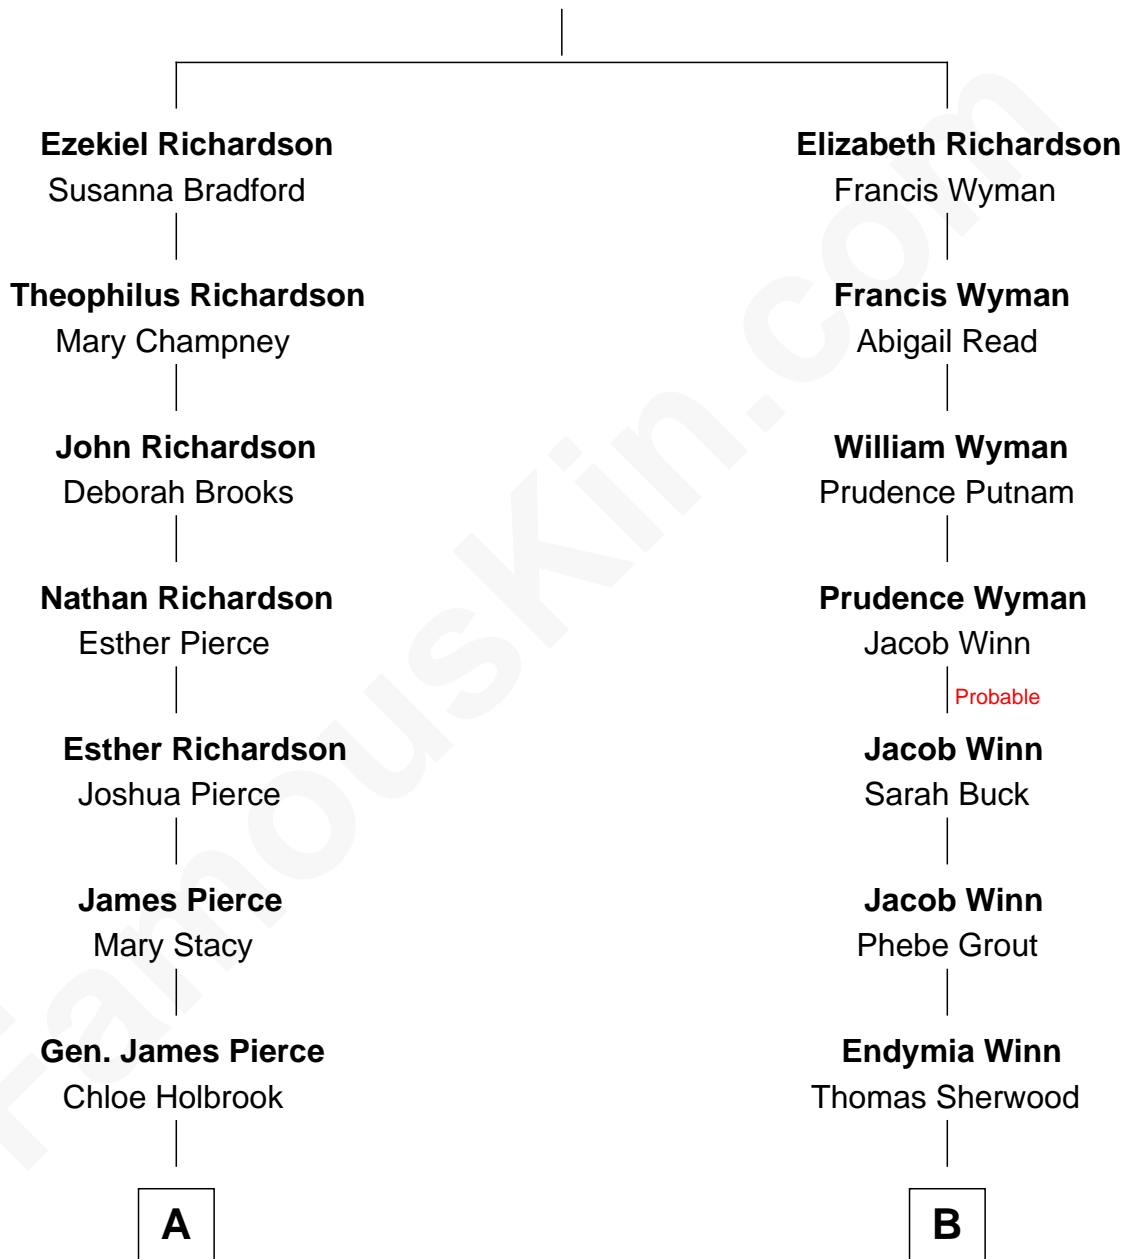 Ezekiel Richardson
Susanna Bradford
Theophilus Richardson
Mary Champney
John Richardson
Deborah Brooks
Nathan Richardson
Esther Pierce
Esther Richardson
Joshua Pierce
James Pierce
Mary Stacy
Gen. James Pierce
Chloe Holbrook
A
Elizabeth Richardson
Francis Wyman
Francis Wyman
Abigail Read
William Wyman
Prudence Putnam
Prudence Wyman
Jacob Winn
Probable
Jacob Winn
Sarah Buck
Jacob Winn
Phebe Grout
Endymia Winn
Thomas Sherwood
B
FamousKin.com